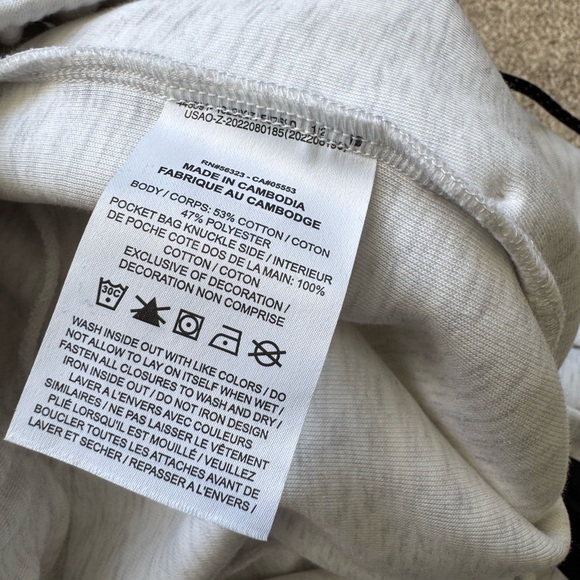 USAO-Z-2022080185(2022
RN#56323 - CA#05553
MADE IN CAMBODIA
FABRIQUE AU CAMBODGE
BODY / CORPS: 53% COTTON / COTON
47% POLYESTER
POCKET BAG KNUCKLE SIDE / INTERIEUR
DE POCHE COTE DOS DE LA MAIN: 100%
COTTON / COTON
EXCLUSIVE OF DECORATION /
DECORATION NON COMPRISE
30C
WASH INSIDE OUT WITH LIKE COLORS / DO
NOT ALLOW TO LAY ON ITSELF WHEN WET /
FASTEN ALL CLOSURES TO WASH AND DRY /
IRON INSIDE OUT / DO NOT IRON DESIGN
LAVER A'ENVERS AVEC COULEURS
SIMILAIRES / NE PAS LAISSER LE VÊTEMENT
PLIÉ LORSQU'IL EST MOUILLÉ / VEUILLEZ
BOUCLER TOUTES LES ATTACHES AVANT DE
LAVER ET SECHER / REPASSER A'ENVERS /